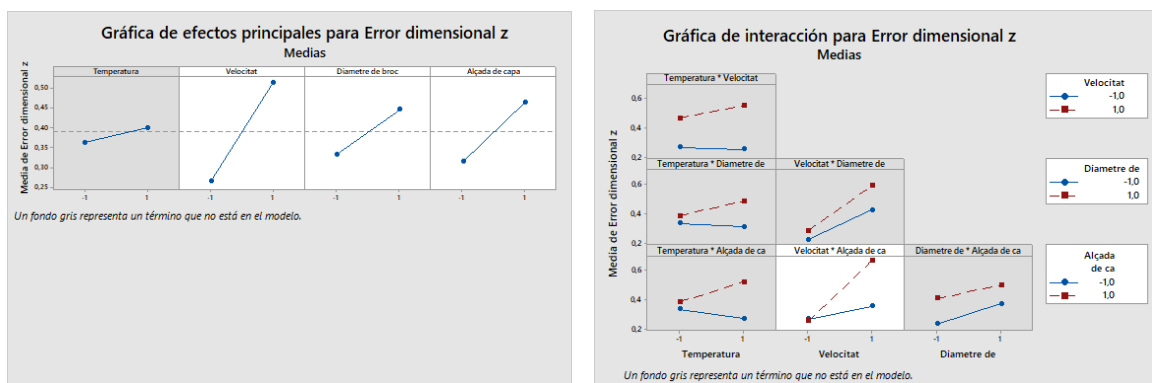 Gráfica de efectos principales para Error dimensional z
Medias
Media de Error dimensional z
Temperatura
Velocitat
Diametre de broc
Alçada de capa
0,50
0,45
0,40
0,35
0,30
0,25
-1 1 -1 1 -1 1 -1 1
Un fondo gris representa un término que no está en el modelo.
Gráfica de interacción para Error dimensional z
Medias
Media de Error dimensional z
Temperatura * Velocitat
0,6
0,4
0,2
Velocitat
-1,0
1,0
Temperatura * Diametre de
Velocitat * Diametre de
0,6
0,4
0,2
Diametre de
-1,0
1,0
Temperatura * Alçada de ca
Velocitat * Alçada de ca
Diametre de * Alçada de ca
0,6
0,4
0,2
Alçada
de ca
-1,0
1,0
-1 1 -1 1 -1 1
Temperatura
Velocitat
Diametre de
Un fondo gris representa un término que no está en el modelo.